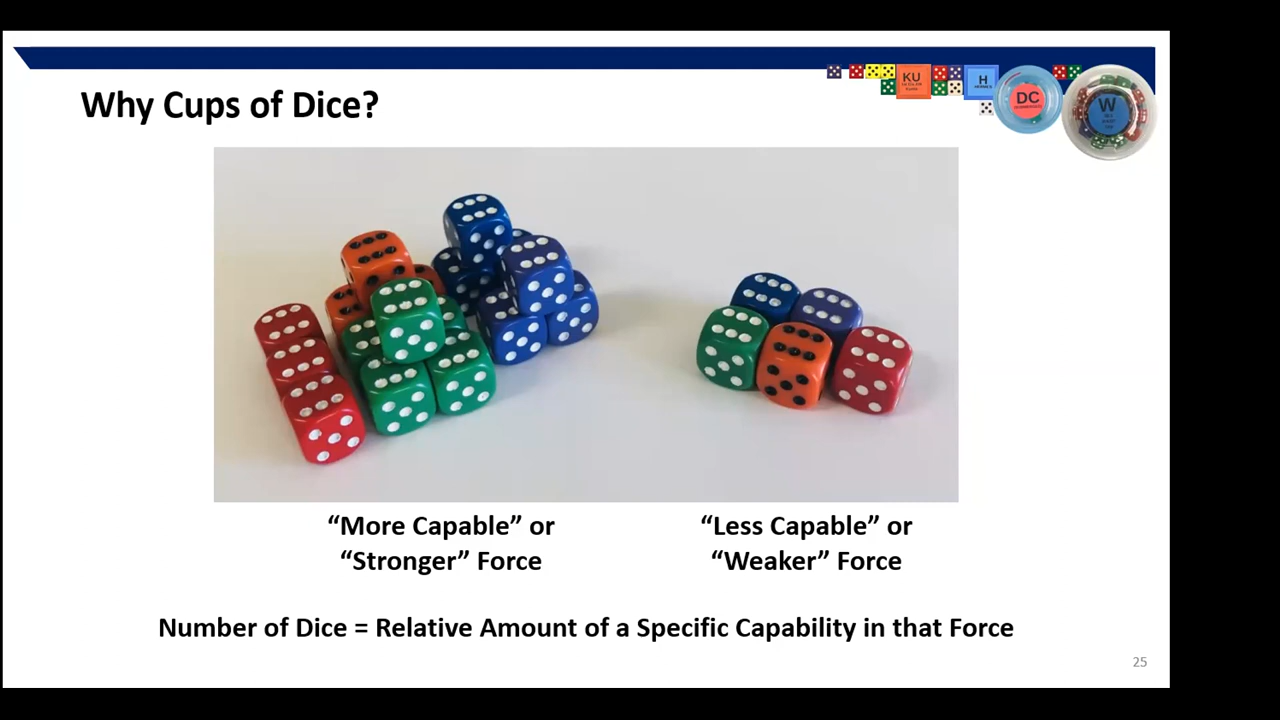 Why Cups of Dice?
KU
H
DC
W
“More Capable” or
“Stronger” Force
“Less Capable” or
“Weaker” Force
Number of Dice = Relative Amount of a Specific Capability in that Force
25